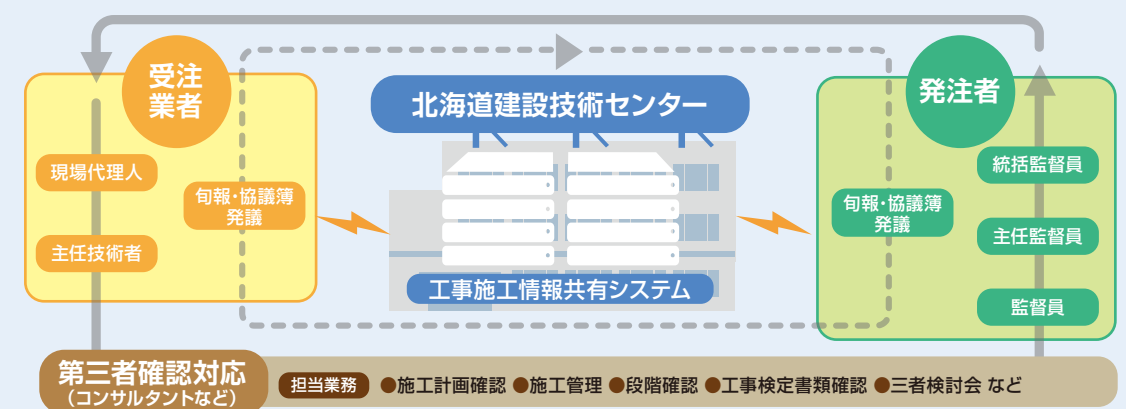 受注
業者
現場代理人
主任技術者
旬報・協議簿
発議
北海道建設技術センター
工事施工情報共有システム
発注者
旬報・協議簿
発議
統括監督員
主任監督員
監督員
第三者確認対応
(コンサルタントなど)
担当業務 ●施工計画確認 ●施工管理 ●段階確認 ●工事検定書類確認 ●三者検討会 など